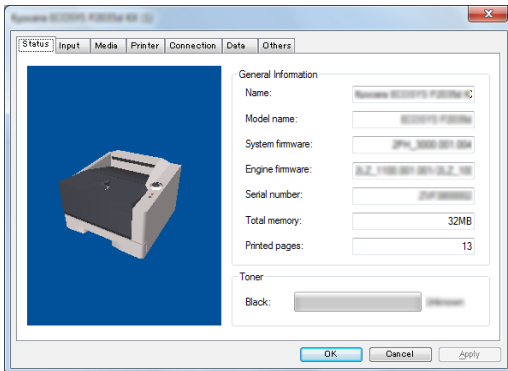 Status Input Media Printer Connection Data Others
General Information
Name:
Model name:
System firmware:
Engine firmware:
Serial number:
Total memory: 32MB
Printed pages: 13
Toner
Black:
OK Cancel Apply